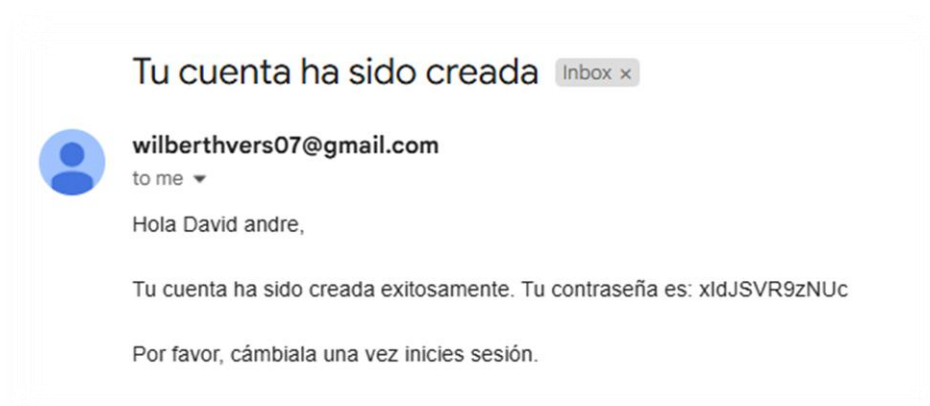 Tu cuenta ha sido creada Inbox ×
wilberthvers07@gmail.com
to me
Hola David andre,
Tu cuenta ha sido creada exitosamente. Tu contraseña es: xldJSVR9zNUc
Por favor, cámbiala una vez inicies sesión.